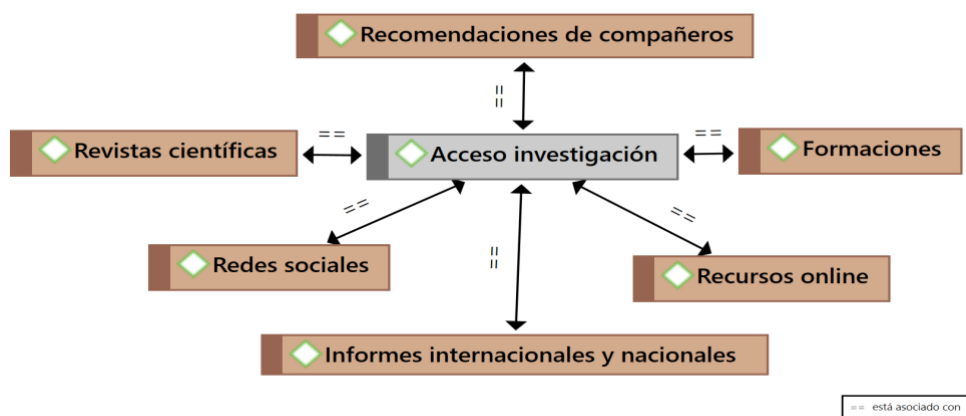 Recomendaciones de compañeros
==
Revistas científicas
==
Acceso investigación
==
Formaciones
==
==
==
Redes sociales
Recursos online
Informes internacionales y nacionales
== está asociado con